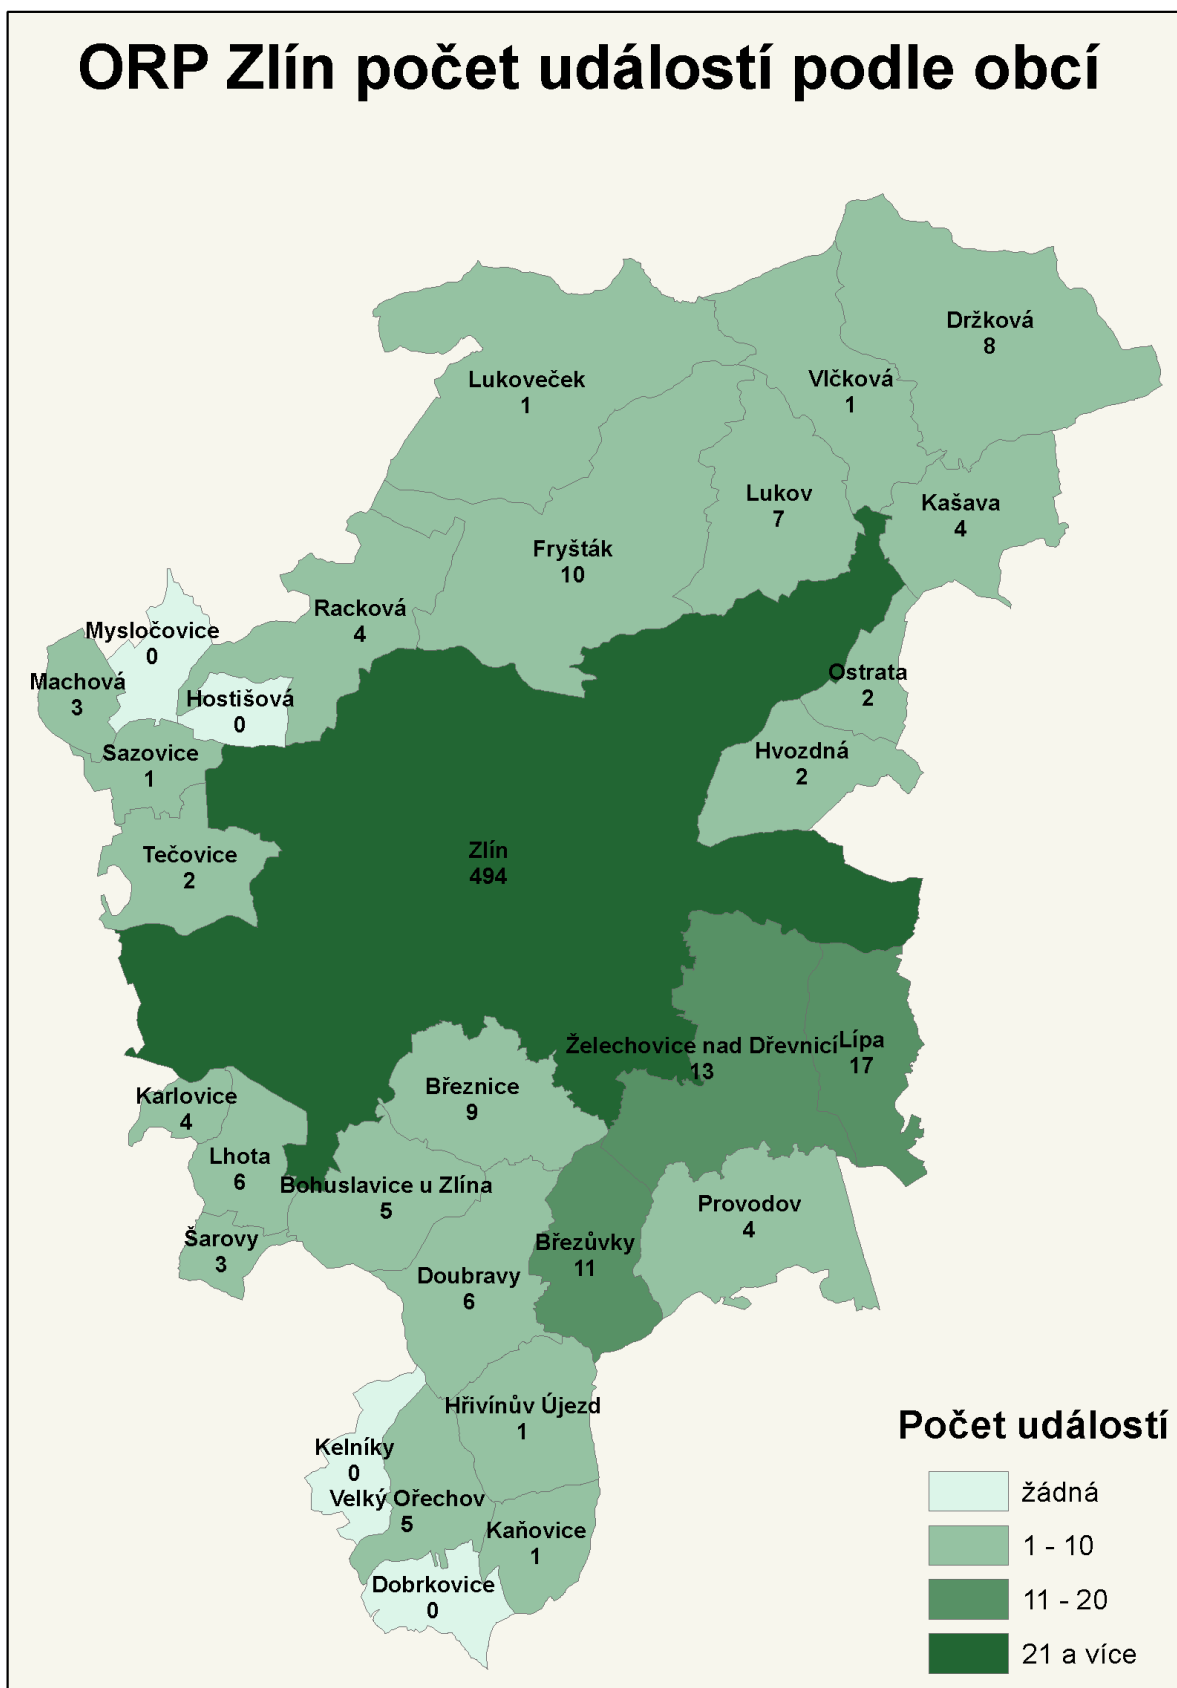 ORP Zlín počet událostí podle obcí
Držková
8
Lukoveček
1
Vlčková
1
Lukov
7
Kašava
4
Fryšták
10
Racková
4
Mysločovice
0
Machová
3
Hostišová
0
Ostrata
2
Sazovice
1
Hvozdná
2
Tečovice
2
Zlín
494
Želechovice nad Dřevnicí
13
Lípa
17
Karlovice
4
Březnice
9
Lhota
6
Bohuslavice u Zlína
5
Provodov
4
Šarovy
3
Březůvky
11
Doubravy
6
Hřivínův Újezd
1
Kelníky
0
Velký Ořechov
5
Kaňovice
1
Dobrkovice
0
Počet událostí
žádná
1 - 10
11 - 20
21 a více